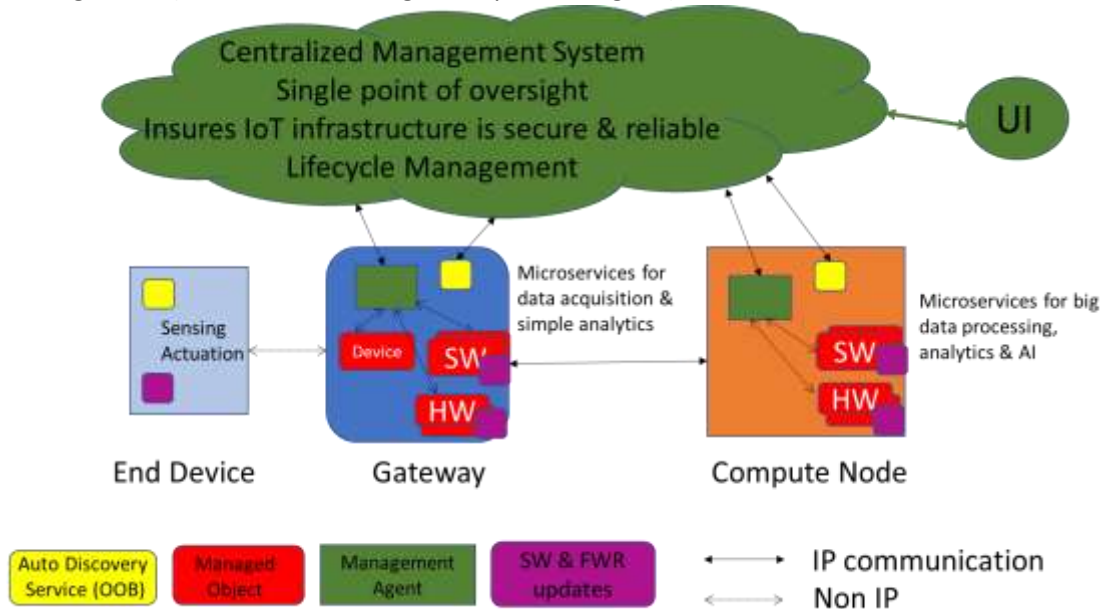 Centralized Management System
Single point of oversight
Insures IoT infrastructure is secure & reliable
Lifecycle Management
UI
Sensing
Actuation
Device
SW
HW
Microservices for
data acquisition &
simple analytics
SW
HW
Microservices for big
data processing,
analytics & AI
End Device
Gateway
Compute Node
Auto Discovery
Service (OOB)
Managed
Object
Management
Agent
SW & FWR
updates
IP communication
Non IP